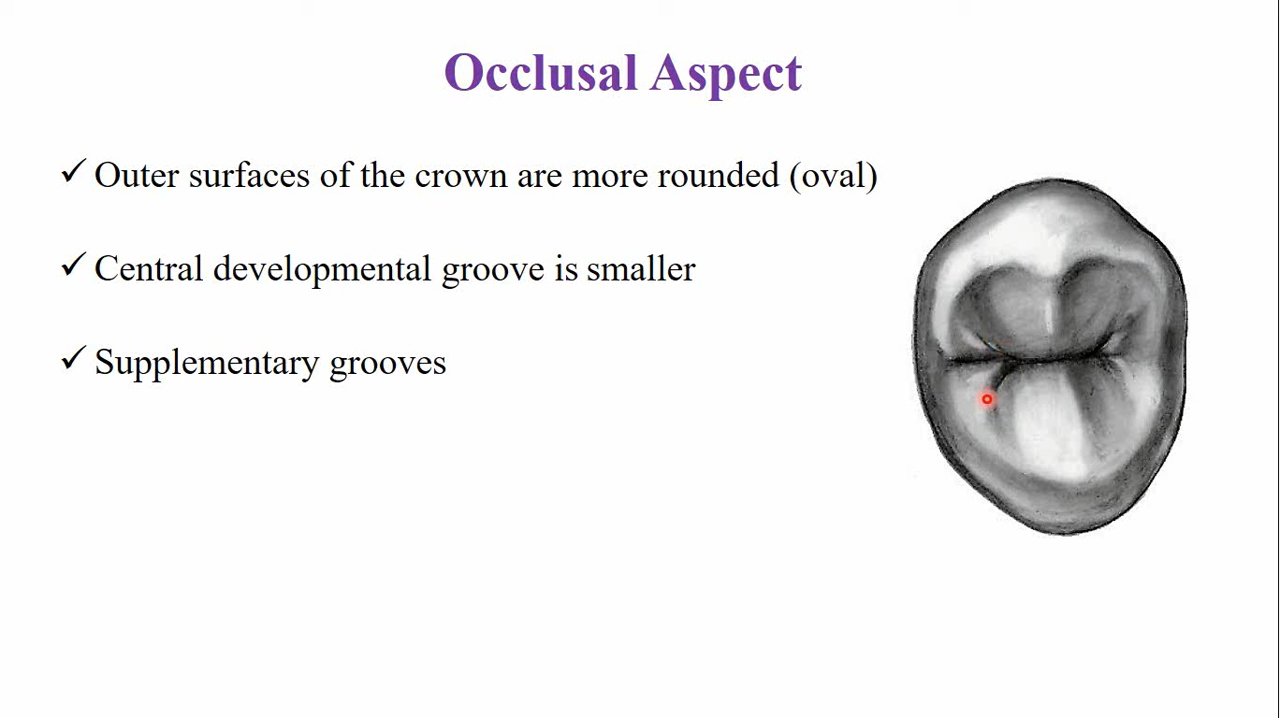 Occlusal Aspect
✓ Outer surfaces of the crown are more rounded (oval)
✓ Central developmental groove is smaller
✓ Supplementary grooves